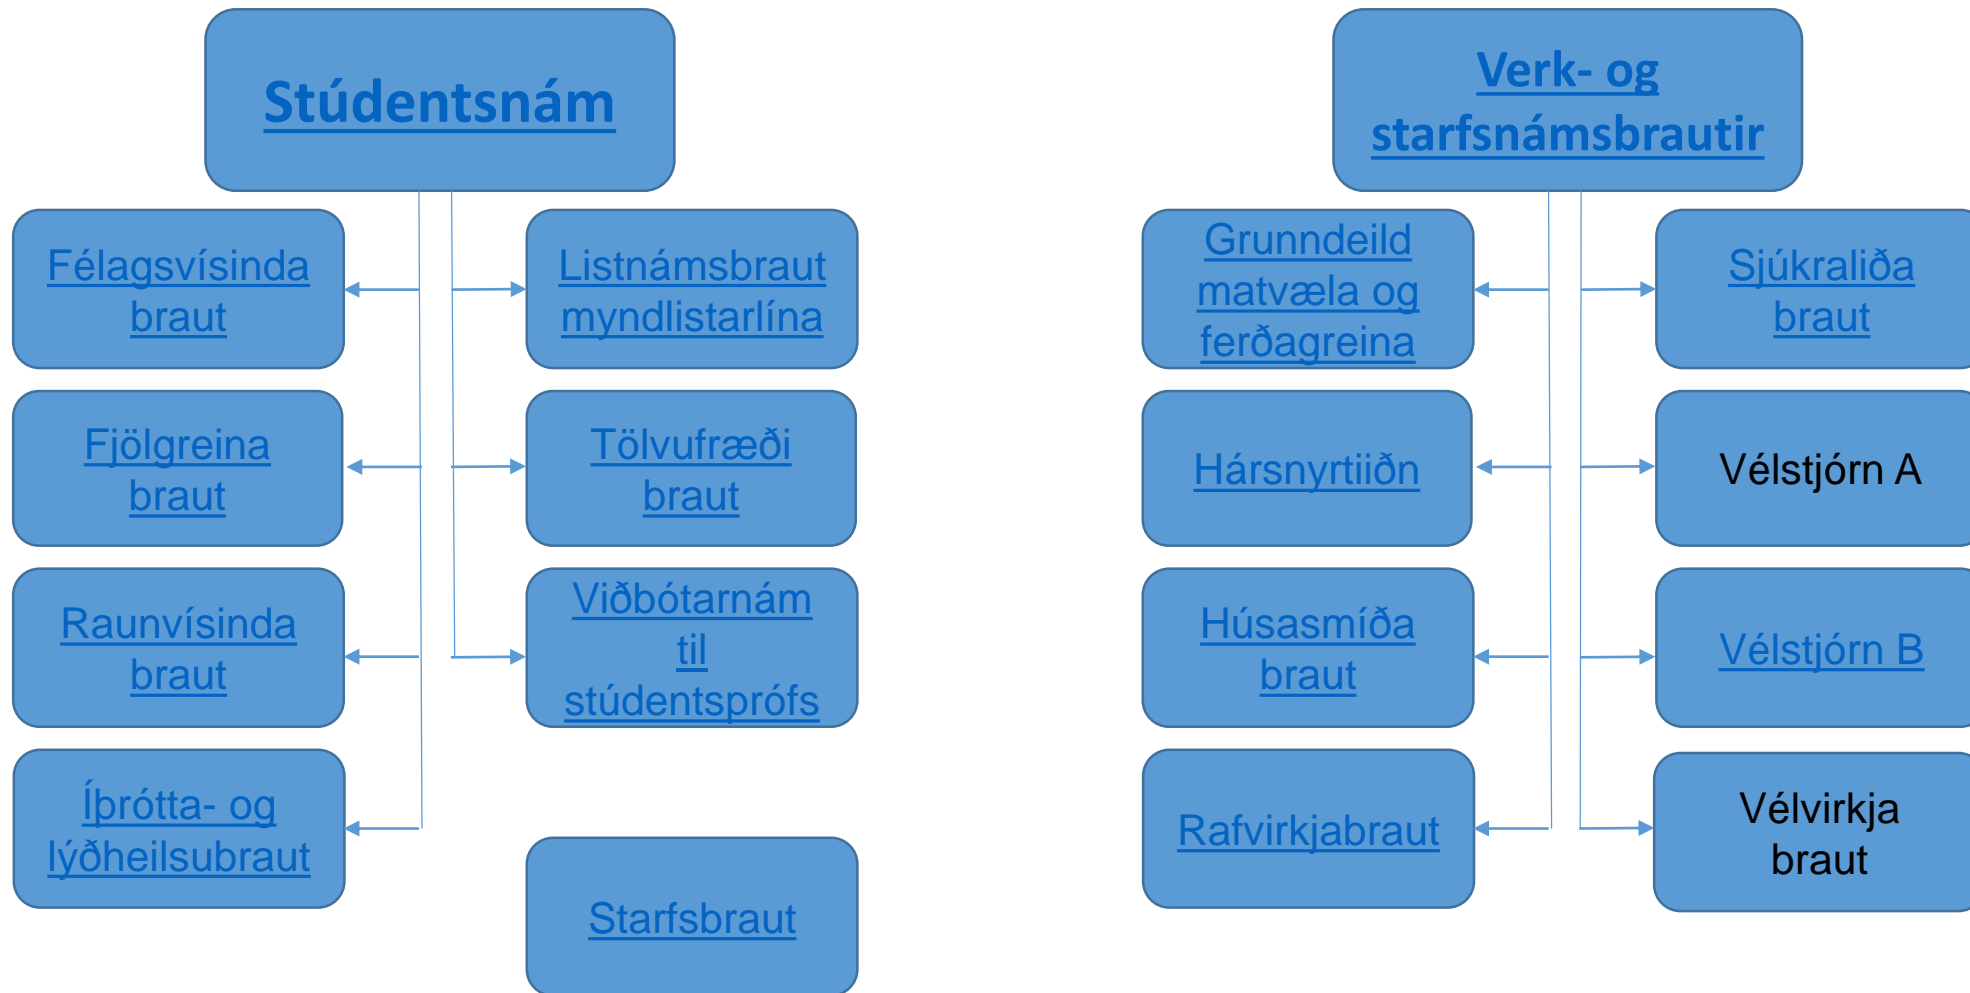 Stúdentsnám
Félagsvísinda
braut
Listnámsbraut
myndlistarlína
Fjölgreina
braut
Tölvufræði
braut
Raunvísinda
braut
Viðbótarnám
til
stúdentsprófs
Íþrótta- og
lýðheilsubraut
Starfsbraut
Verk- og
starfsnámsbrautir
Grunndeild
matvæla og
ferðagreina
Sjúkraliða
braut
Hársnyrtiiðn
Vélstjórn A
Húsasmíða
braut
Vélstjórn B
Rafvirkjabraut
Vélvirkja
braut